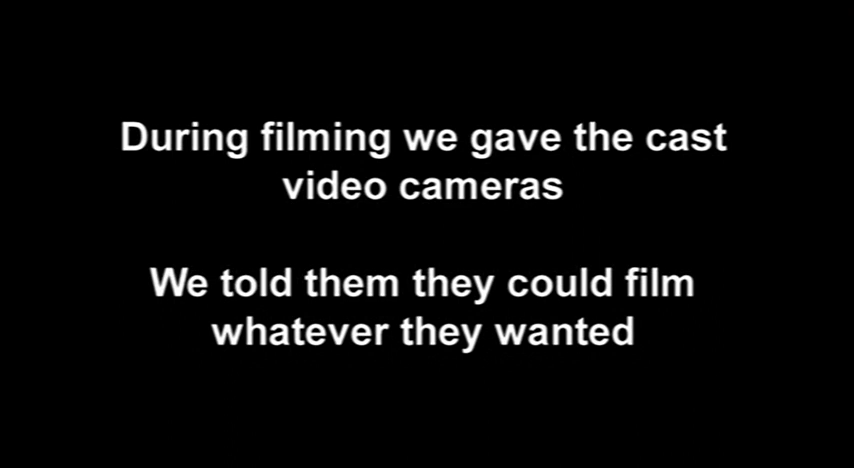 During filming we gave the cast
video cameras
We told them they could film
whatever they wanted